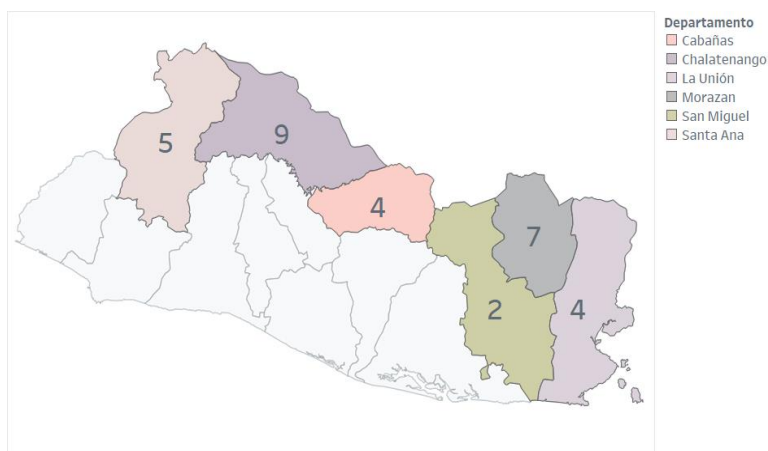 Departamento
Cabañas
Chalatenango
La Unión
Morazan
San Miguel
Santa Ana
5
9
4
7
2
4